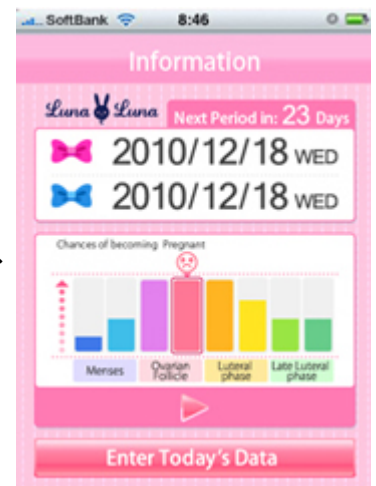 SoftBank 8:46
Information
Luna Luna Next Period in: 23 Days
2010/12/18 WED
2010/12/18 WED
Chances of becoming Pregnant
Menses Ovarian Follicle Luteral phase Late Luteral phase
Enter Today's Data